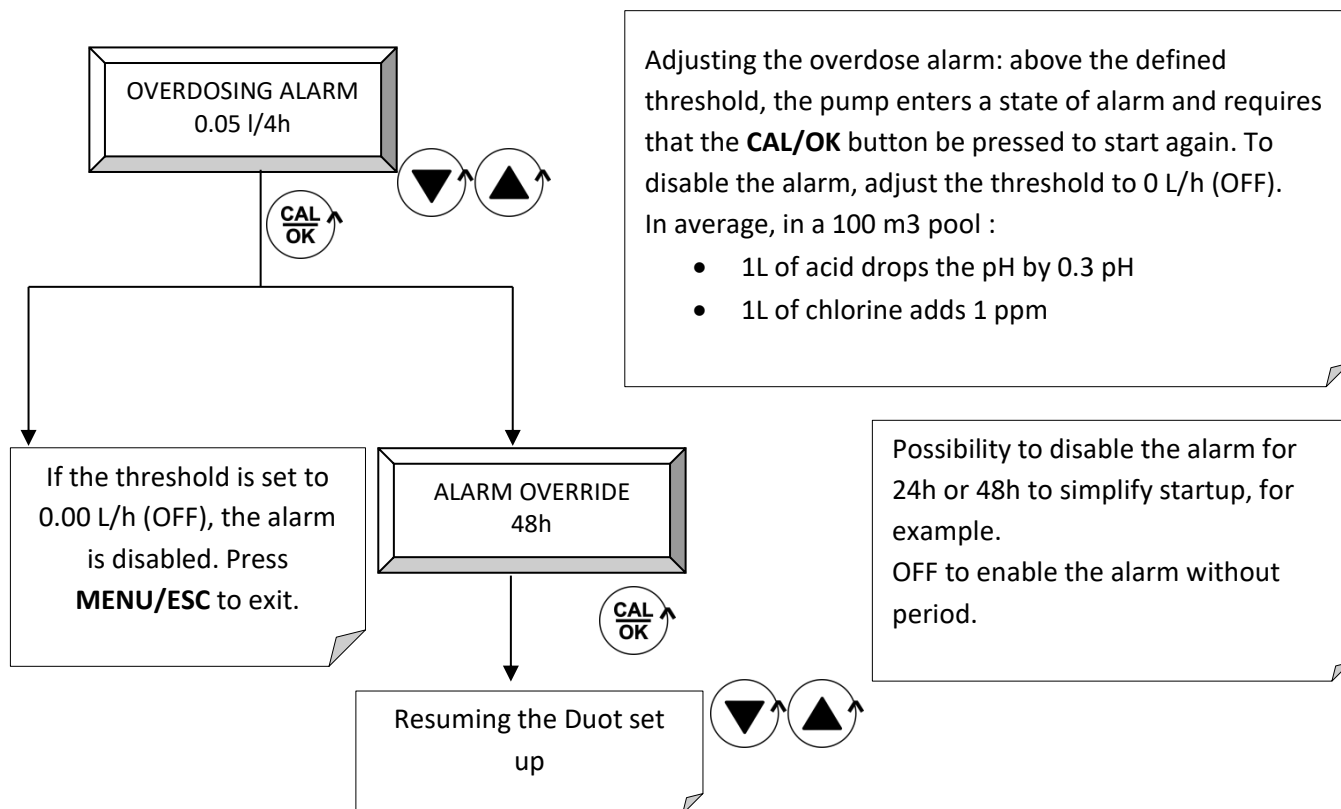 OVERDOSING ALARM
0.05 l/4h
CAL
OK
Adjusting the overdose alarm: above the defined
threshold, the pump enters a state of alarm and requires
that the CAL/OK button be pressed to start again. To
disable the alarm, adjust the threshold to 0 L/h (OFF).
In average, in a 100 m3 pool :
• 1L of acid drops the pH by 0.3 pH
• 1L of chlorine adds 1 ppm
If the threshold is set to
0.00 L/h (OFF), the alarm
is disabled. Press
MENU/ESC to exit.
ALARM OVERRIDE
48h
CAL
OK
Possibility to disable the alarm for
24h or 48h to simplify startup, for
example.
OFF to enable the alarm without
period.
Resuming the Duot set
up